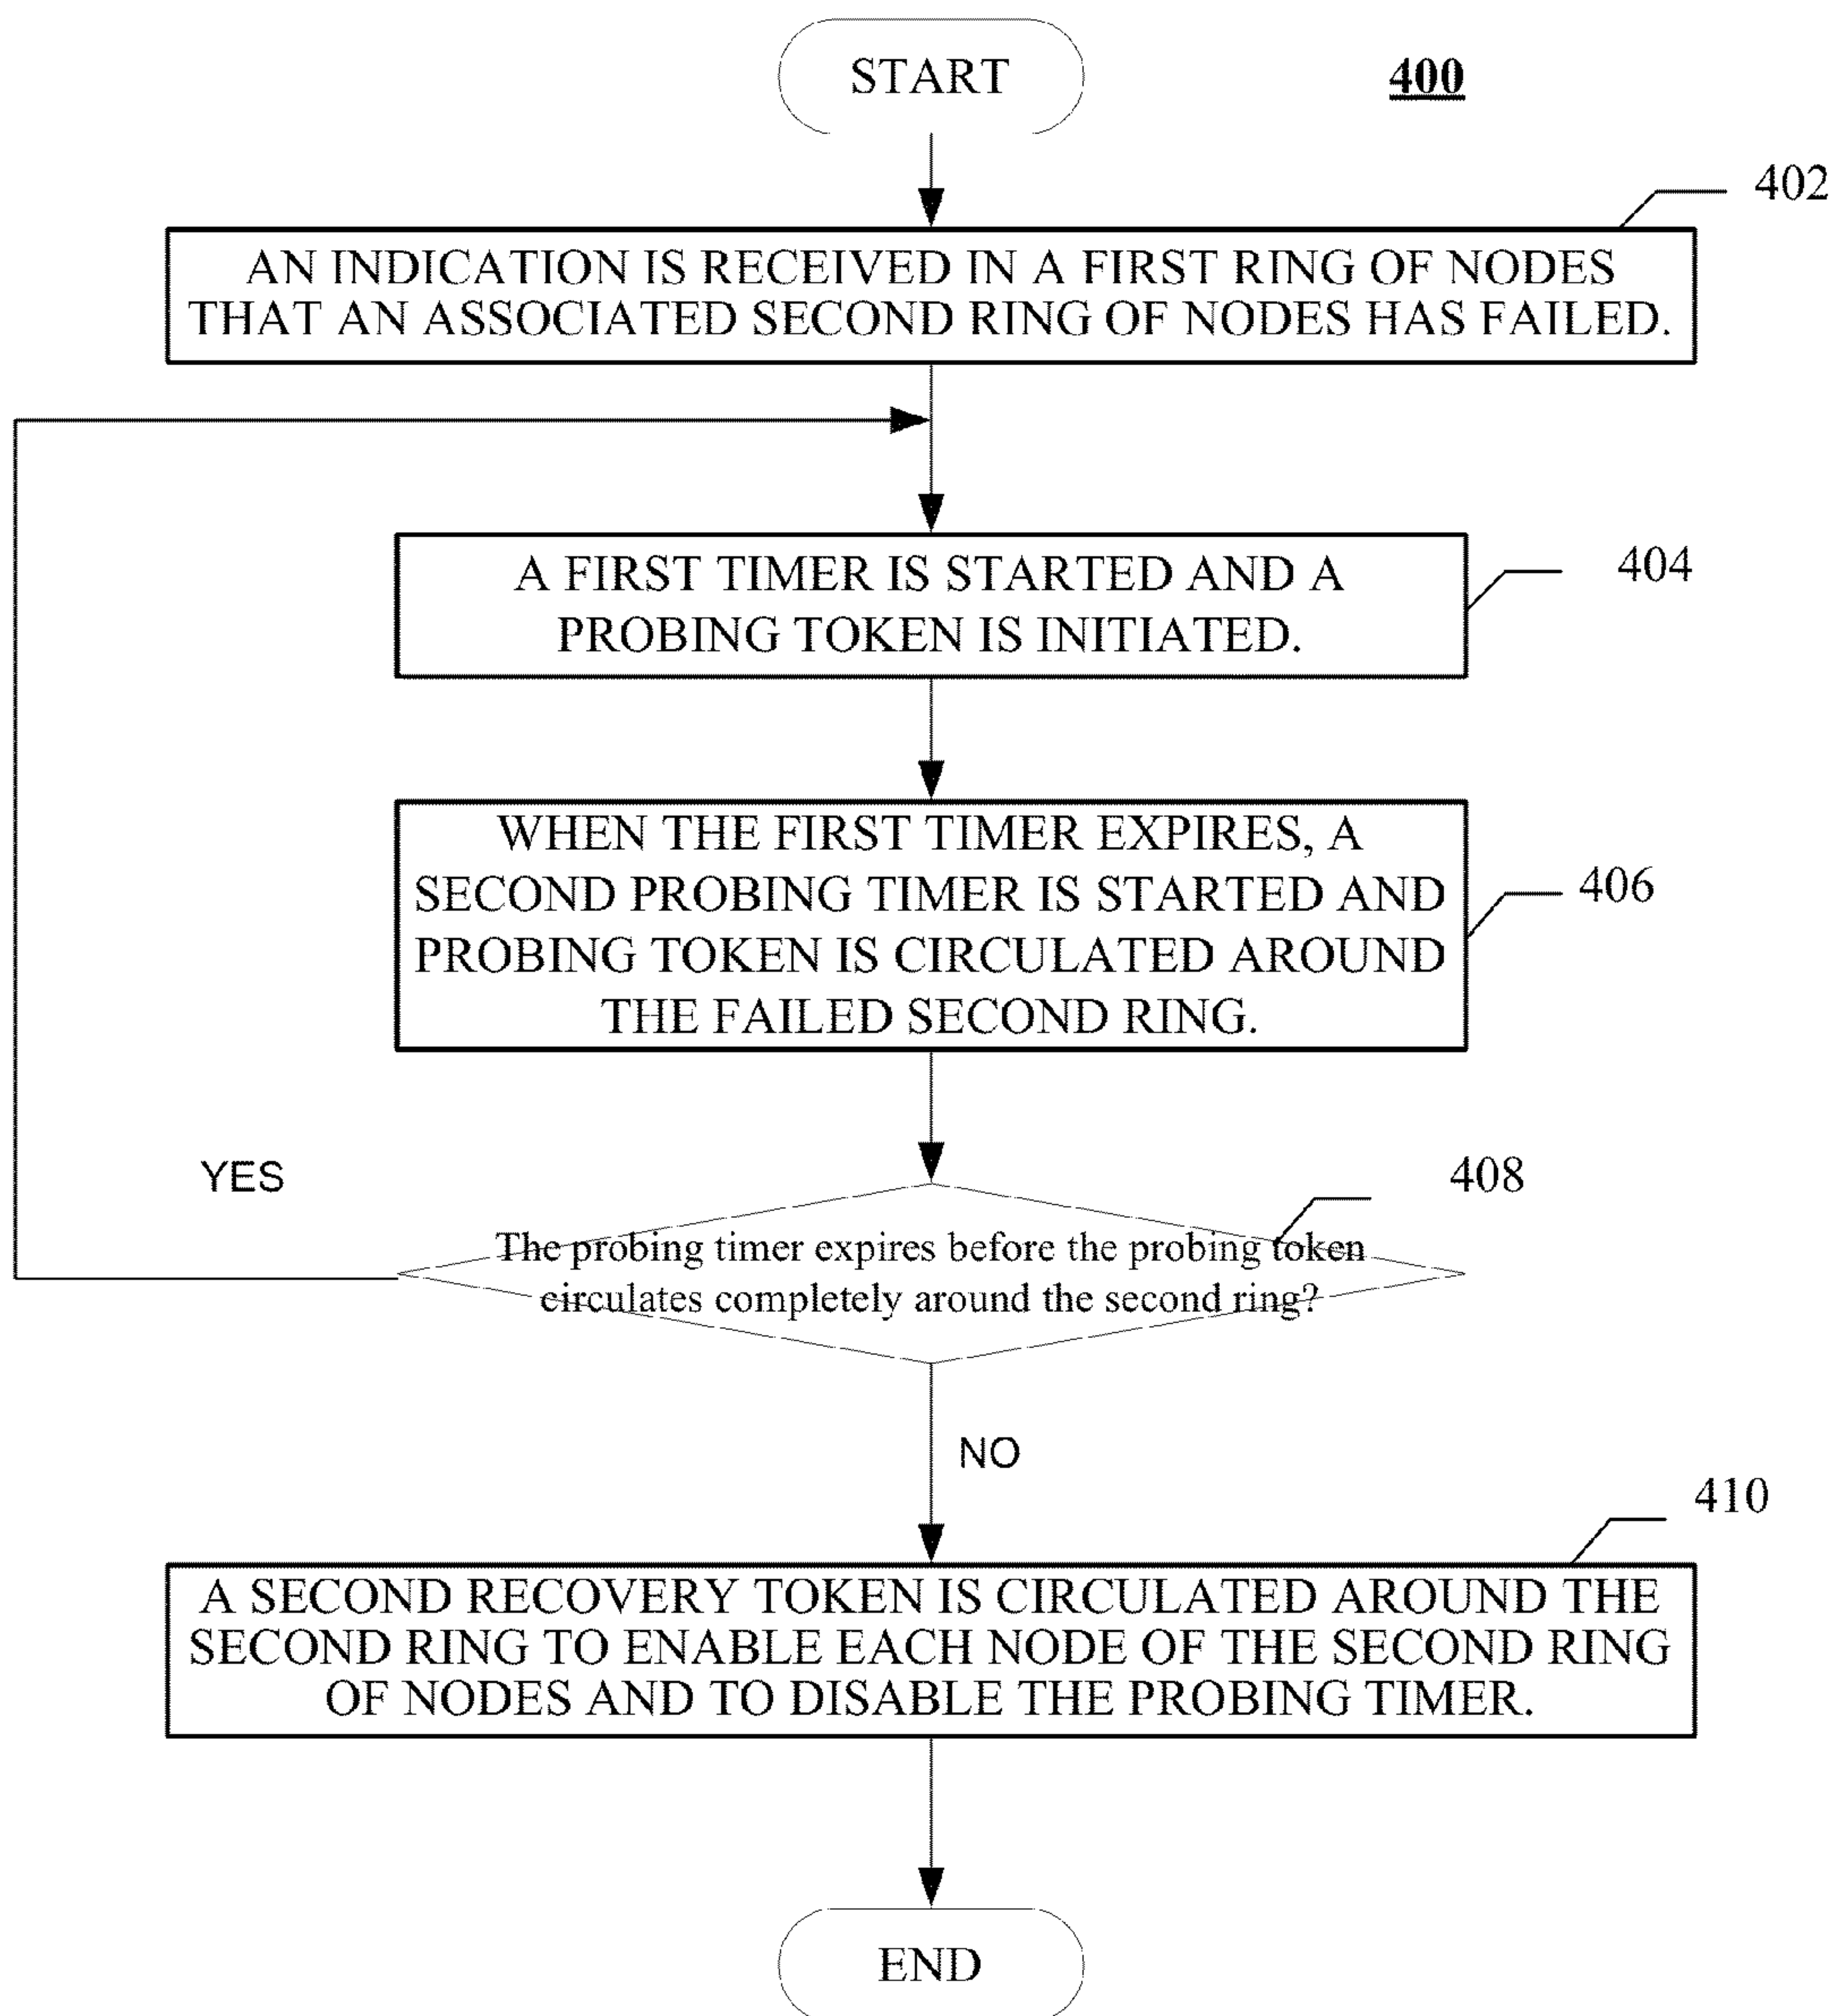 START
400
402
AN INDICATION IS RECEIVED IN A FIRST RING OF NODES
THAT AN ASSOCIATED SECOND RING OF NODES HAS FAILED.
A FIRST TIMER IS STARTED AND A
PROBING TOKEN IS INITIATED.
404
WHEN THE FIRST TIMER EXPIRES, A
SECOND PROBING TIMER IS STARTED AND
PROBING TOKEN IS CIRCULATED AROUND
THE FAILED SECOND RING.
406
YES
408
The probing timer expires before the probing token
circulates completely around the second ring?
NO
410
A SECOND RECOVERY TOKEN IS CIRCULATED AROUND THE
SECOND RING TO ENABLE EACH NODE OF THE SECOND RING
OF NODES AND TO DISABLE THE PROBING TIMER.
END